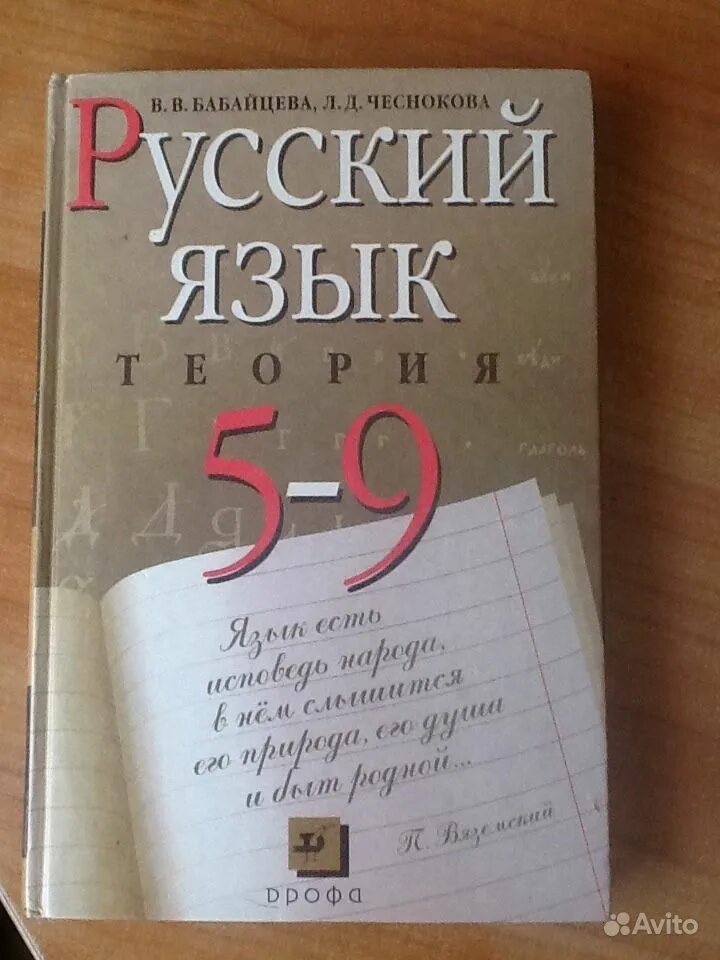 В. В. БАБАЙЦЕВА, Л. Д. ЧЕСНОКОВА
Русский
язык
ТЕОРИЯ
5-9
глаголь
Язык есть
исповедь народа,
в нём слышится
его природа, его душа
и быт родной...
П. Вяземский
дрофа
Avito